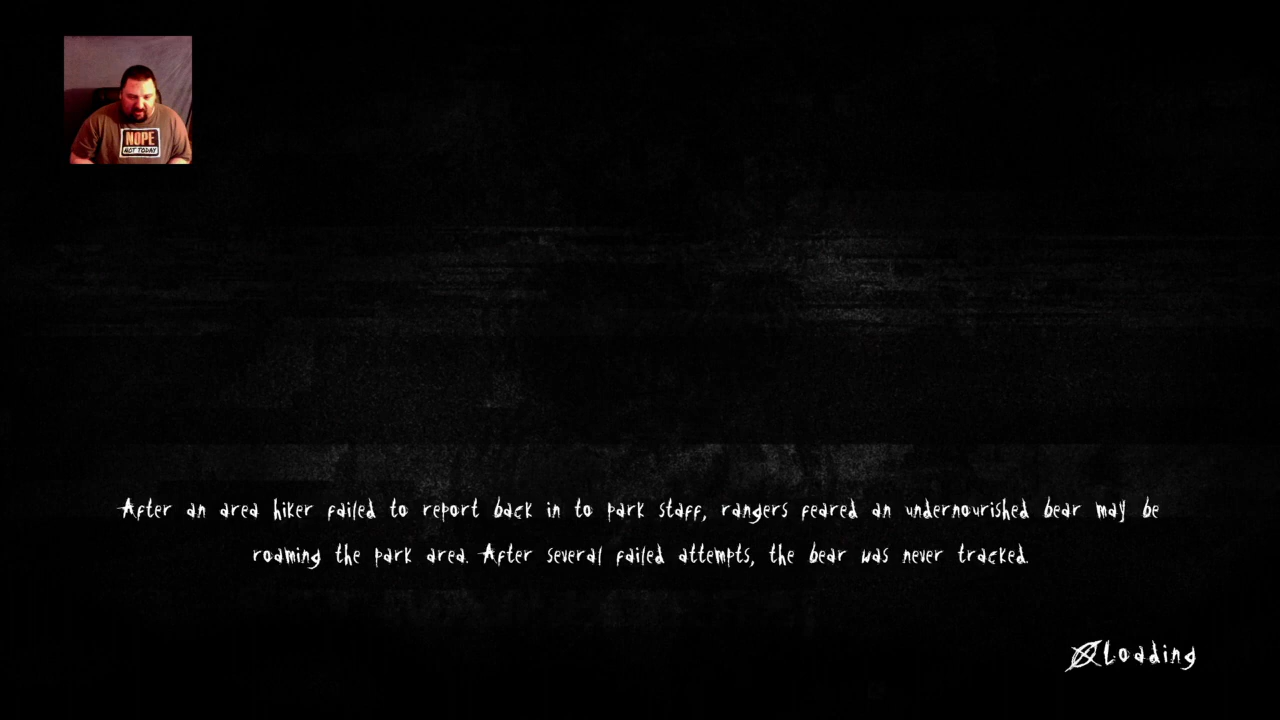 NOPE
NOT TODAY
After an area hiker failed to report back in to park staff, rangers feared an undernourished bear may be
roaming the park area. After several failed attempts, the bear was never tracked.
Loading